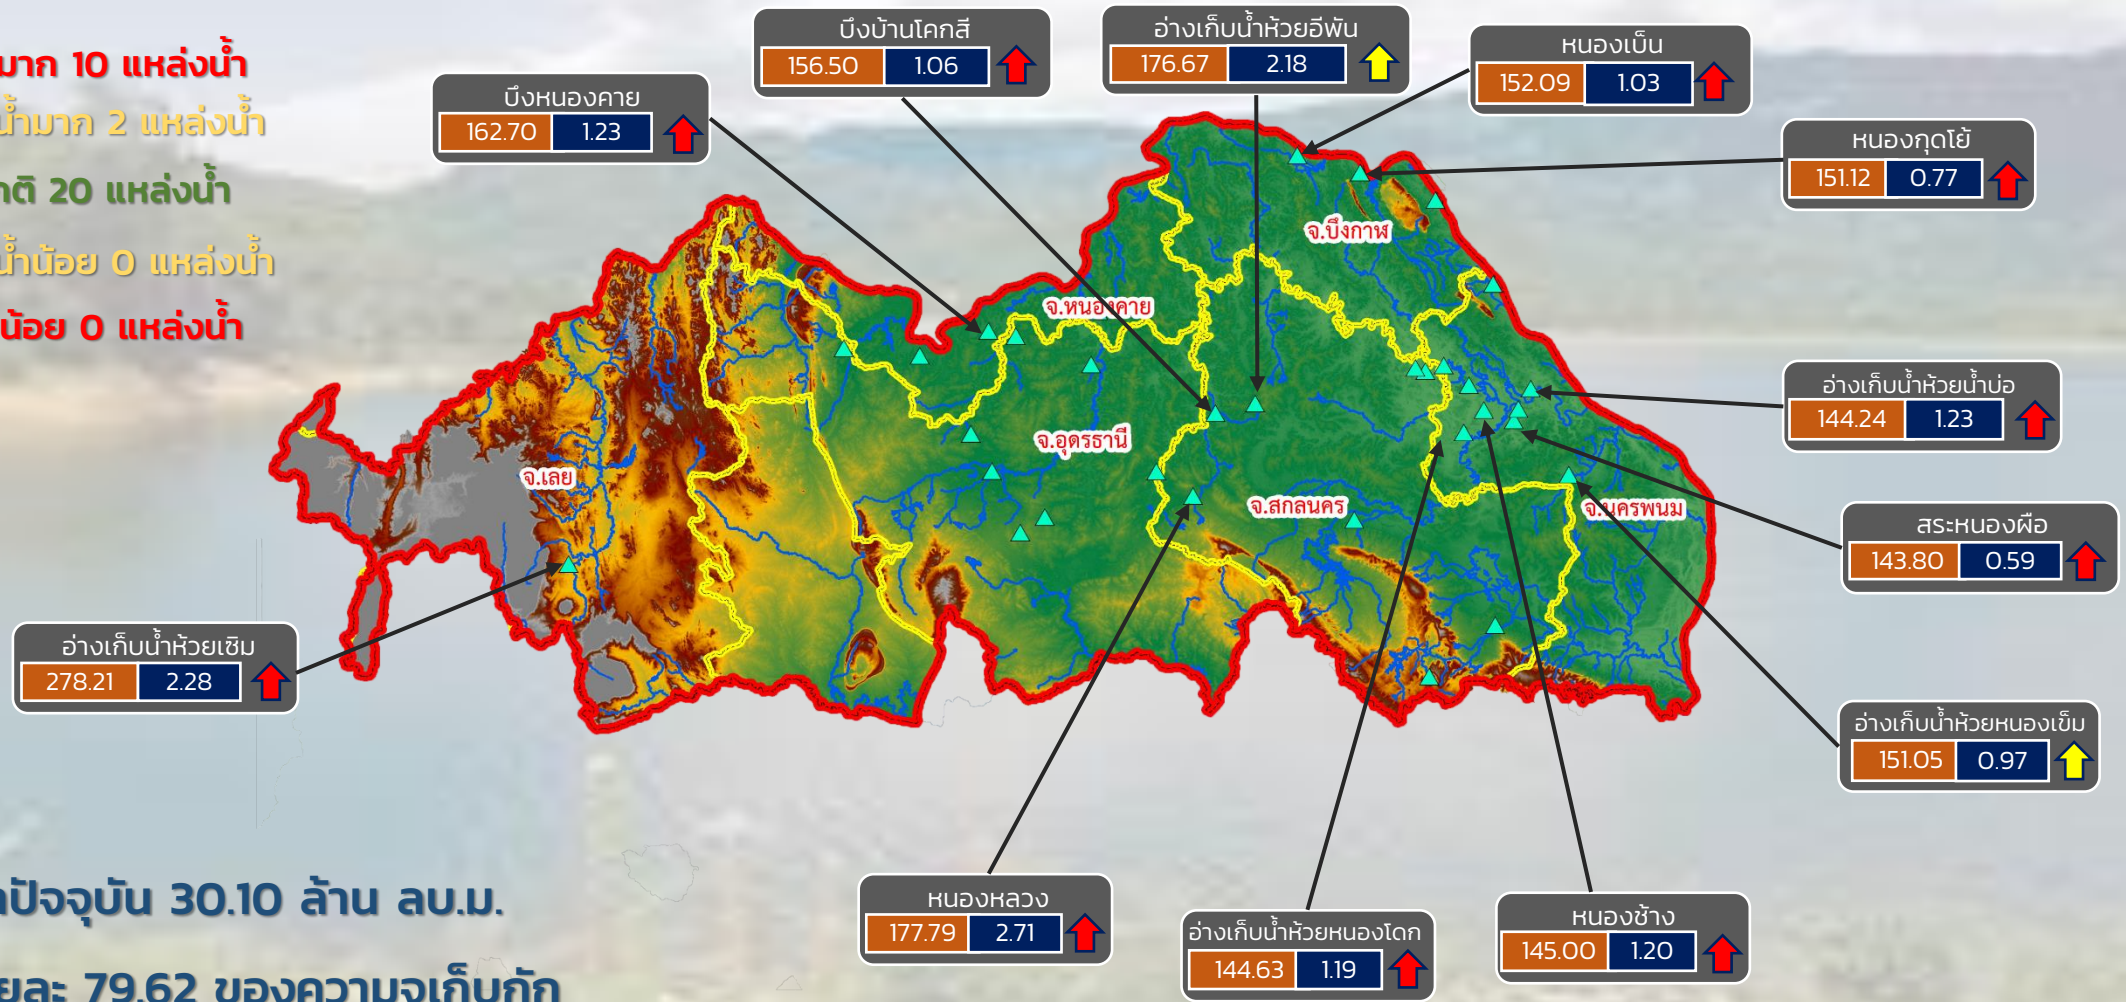 มาก 10 แหล่งน้ำ
น้ำมาก 2 แหล่งน้ำ
กติ 20 แหล่งน้ำ
น้ำน้อย 0 แหล่งน้ำ
น้อย 0 แหล่งน้ำ
บึงหนองคาย
162.70 1.23
บึงบ้านโคกสี
156.50 1.06
อ่างเก็บน้ำห้วยอีพัน
176.67 2.18
หนองเบ็น
152.09 1.03
หนองกุดโย้
151.12 0.77
จ.บึงกาฬ
จ.หนองคาย
จ.อุดรธานี
จ.เลย
จ.สกลนคร
จ.นครพนม
อ่างเก็บน้ำห้วยน้ำบ่อ
144.24 1.23
สระหนองผือ
143.80 0.59
อ่างเก็บน้ำห้วยเซิม
278.21 2.28
อ่างเก็บน้ำห้วยหนองเข็ม
151.05 0.97
หนองหลวง
177.79 2.71
อ่างเก็บน้ำห้วยหนองโดก
144.63 1.19
หนองช้าง
145.00 1.20
ปัจจุบัน 30.10 ล้าน ลบ.ม.
ยละ 79.62 ของความจุเก็บกัก